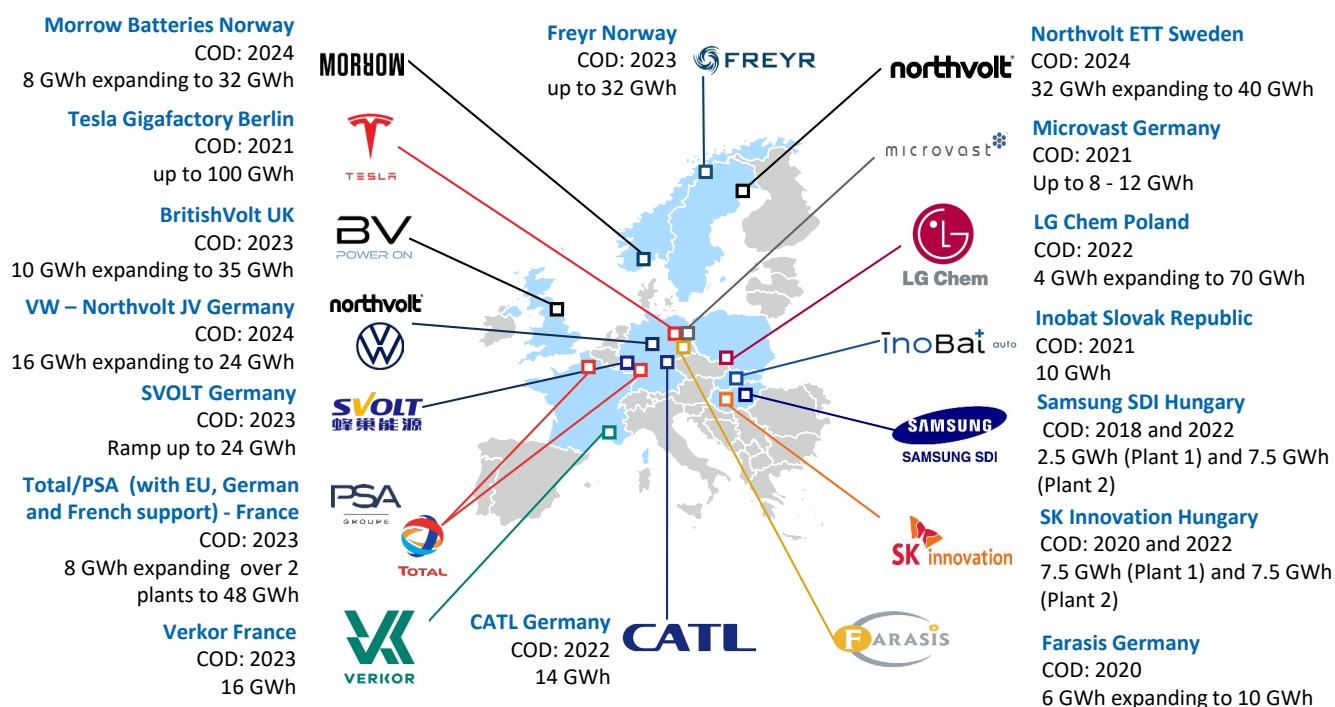 Morrow Batteries Norway
COD: 2024
8 GWh expanding to 32 GWh
MORROW
Tesla Gigafactory Berlin
COD: 2021
up to 100 GWh
TESLA
BritishVolt UK
COD: 2023
10 GWh expanding to 35 GWh
BV
POWER ON
VW – Northvolt JV Germany
COD: 2024
16 GWh expanding to 24 GWh
northvolt
VW
SVOLT Germany
COD: 2023
Ramp up to 24 GWh
SVOLT
蜂巢能源
Total/PSA (with EU, German
and French support) - France
COD: 2023
8 GWh expanding over 2
plants to 48 GWh
PSA
GROUPE
TOTAL
Verkor France
COD: 2023
16 GWh
VERKOR
Freyr Norway
COD: 2023
up to 32 GWh
FREYR
CATL Germany
COD: 2022
14 GWh
CATL
northvolt
Northvolt ETT Sweden
COD: 2024
32 GWh expanding to 40 GWh
microvast
Microvast Germany
COD: 2021
Up to 8 - 12 GWh
LG
LG Chem
LG Chem Poland
COD: 2022
4 GWh expanding to 70 GWh
InoBat auto
Inobat Slovak Republic
COD: 2021
10 GWh
SAMSUNG
SAMSUNG SDI
Samsung SDI Hungary
COD: 2018 and 2022
2.5 GWh (Plant 1) and 7.5 GWh
(Plant 2)
SK innovation
SK Innovation Hungary
COD: 2020 and 2022
7.5 GWh (Plant 1) and 7.5 GWh
(Plant 2)
FARASIS
Farasis Germany
COD: 2020
6 GWh expanding to 10 GWh